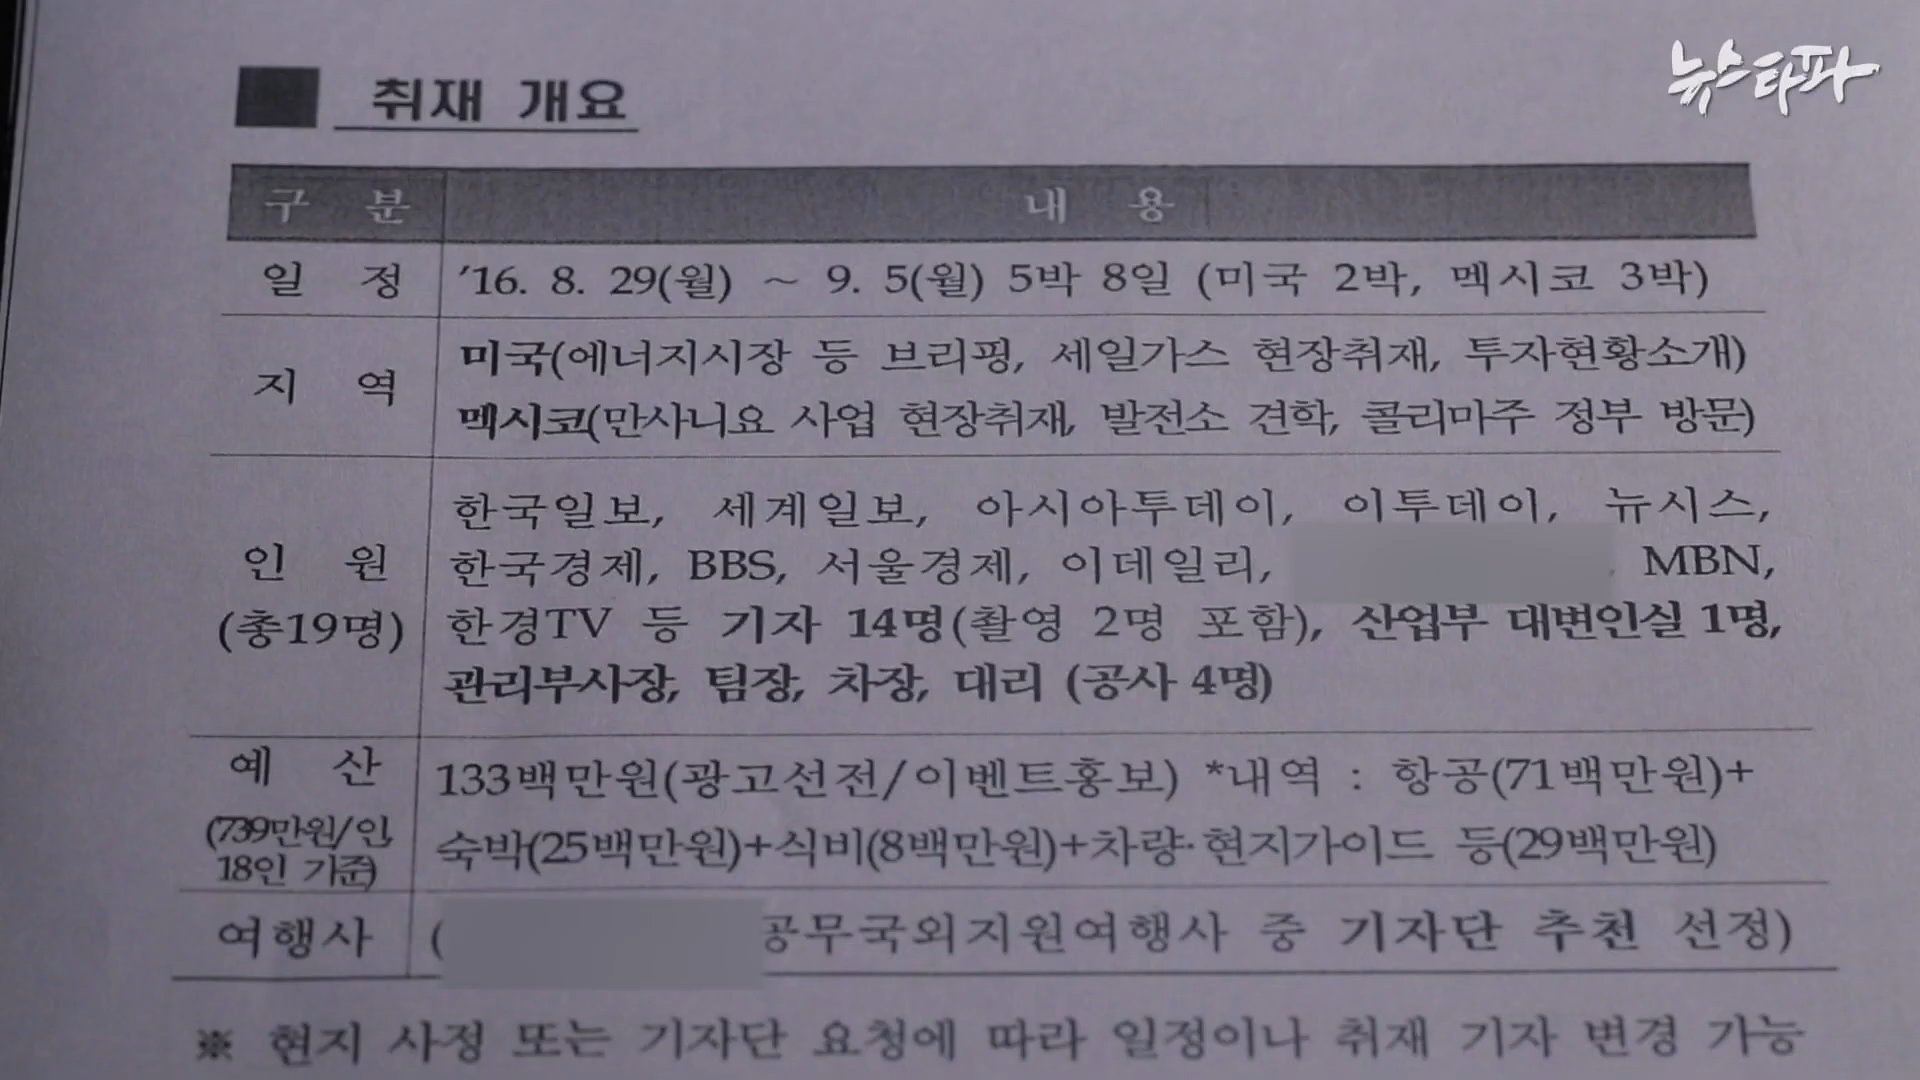 뉴스타파
취재 개요
구 분 내 용
일 정 '16. 8. 29(월) ~ 9. 5(월) 5박 8일 (미국 2박, 멕시코 3박)
지 역 미국(에너지시장 등 브리핑, 세일가스 현장취재, 투자현황소개)
멕시코(만사니요 사업 현장취재, 발전소 견학, 콜리마주 정부 방문)
인 원
(총19명)
한국일보, 세계일보, 아시아투데이, 이투데이, 뉴시스,
한국경제, BBS, 서울경제, 이데일리, MBN,
한경TV 등 기자 14명(촬영 2명 포함), 산업부 대변인실 1명,
관리부사장, 팀장, 차장, 대리 (공사 4명)
예 산
(739만원/인,
18인 기준)
133백만원(광고선전/이벤트홍보) *내역 : 항공(71백만원)+
숙박(25백만원)+식비(8백만원)+차량·현지가이드 등(29백만원)
여행사 ( 공무국외지원여행사 중 기자단 추천 선정)
※ 현지 사정 또는 기자단 요청에 따라 일정이나 취재 기자 변경 가능